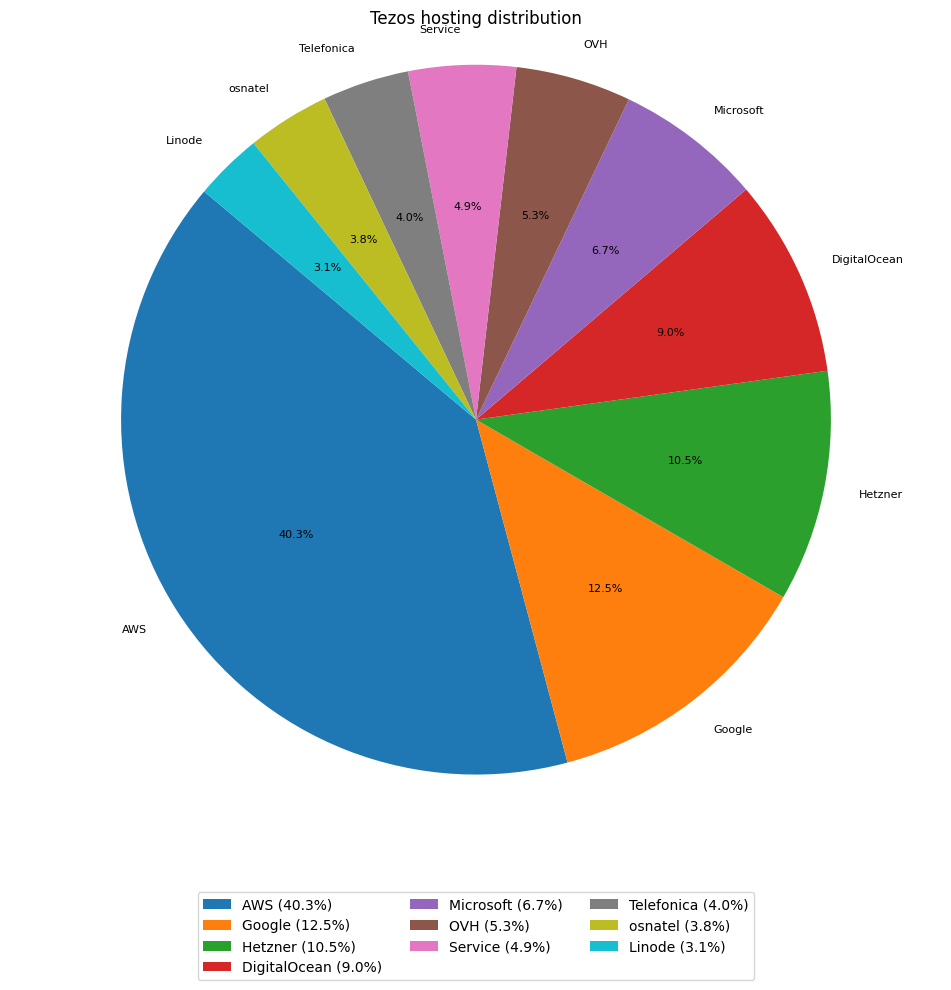 Tezos hosting distribution
Service
OVH
Telefonica
osnatel
Microsoft
Linode
4.9%
5.3%
4.0%
3.8%
6.7%
DigitalOcean
3.1%
9.0%
10.5%
Hetzner
40.3%
12.5%
AWS
Google
AWS (40.3%)
Google (12.5%)
Hetzner (10.5%)
DigitalOcean (9.0%)
Microsoft (6.7%)
OVH (5.3%)
Service (4.9%)
Telefonica (4.0%)
osnatel (3.8%)
Linode (3.1%)